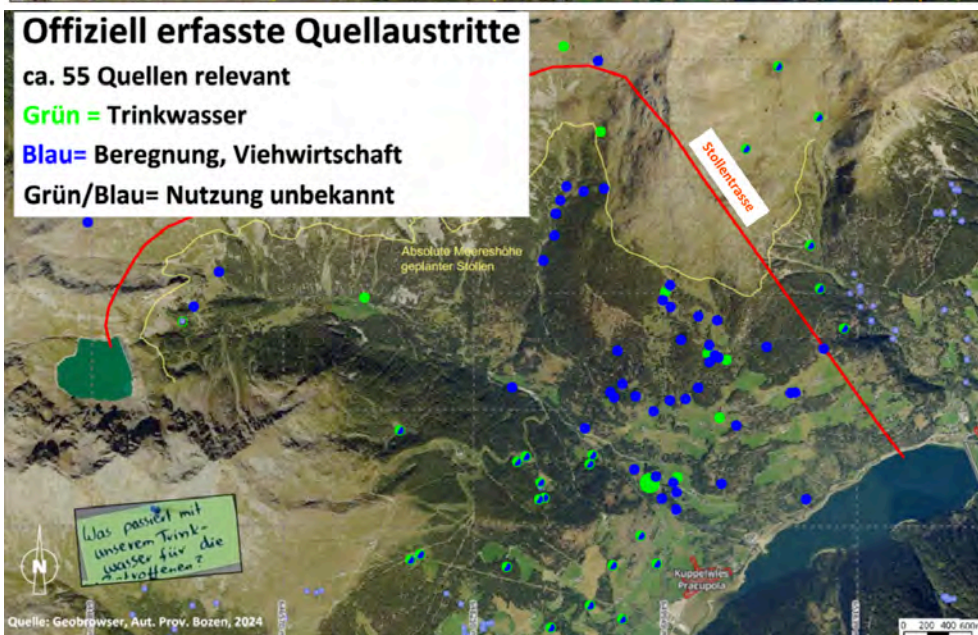 Offiziell erfasste Quellaustritte
ca. 55 Quellen relevant
Grün = Trinkwasser
Blau= Beregnung, Viehwirtschaft
Grün/Blau= Nutzung unbekannt
Stollentrasse
Absolute Meereshöhe
geplanter Stollen
Was passiert mit
unserem Trink-
wasser für die
Kuppelwies
Pracupola
N
Quelle: Geobrowser, Aut. Prov. Bozen, 2024
0 200 400 600